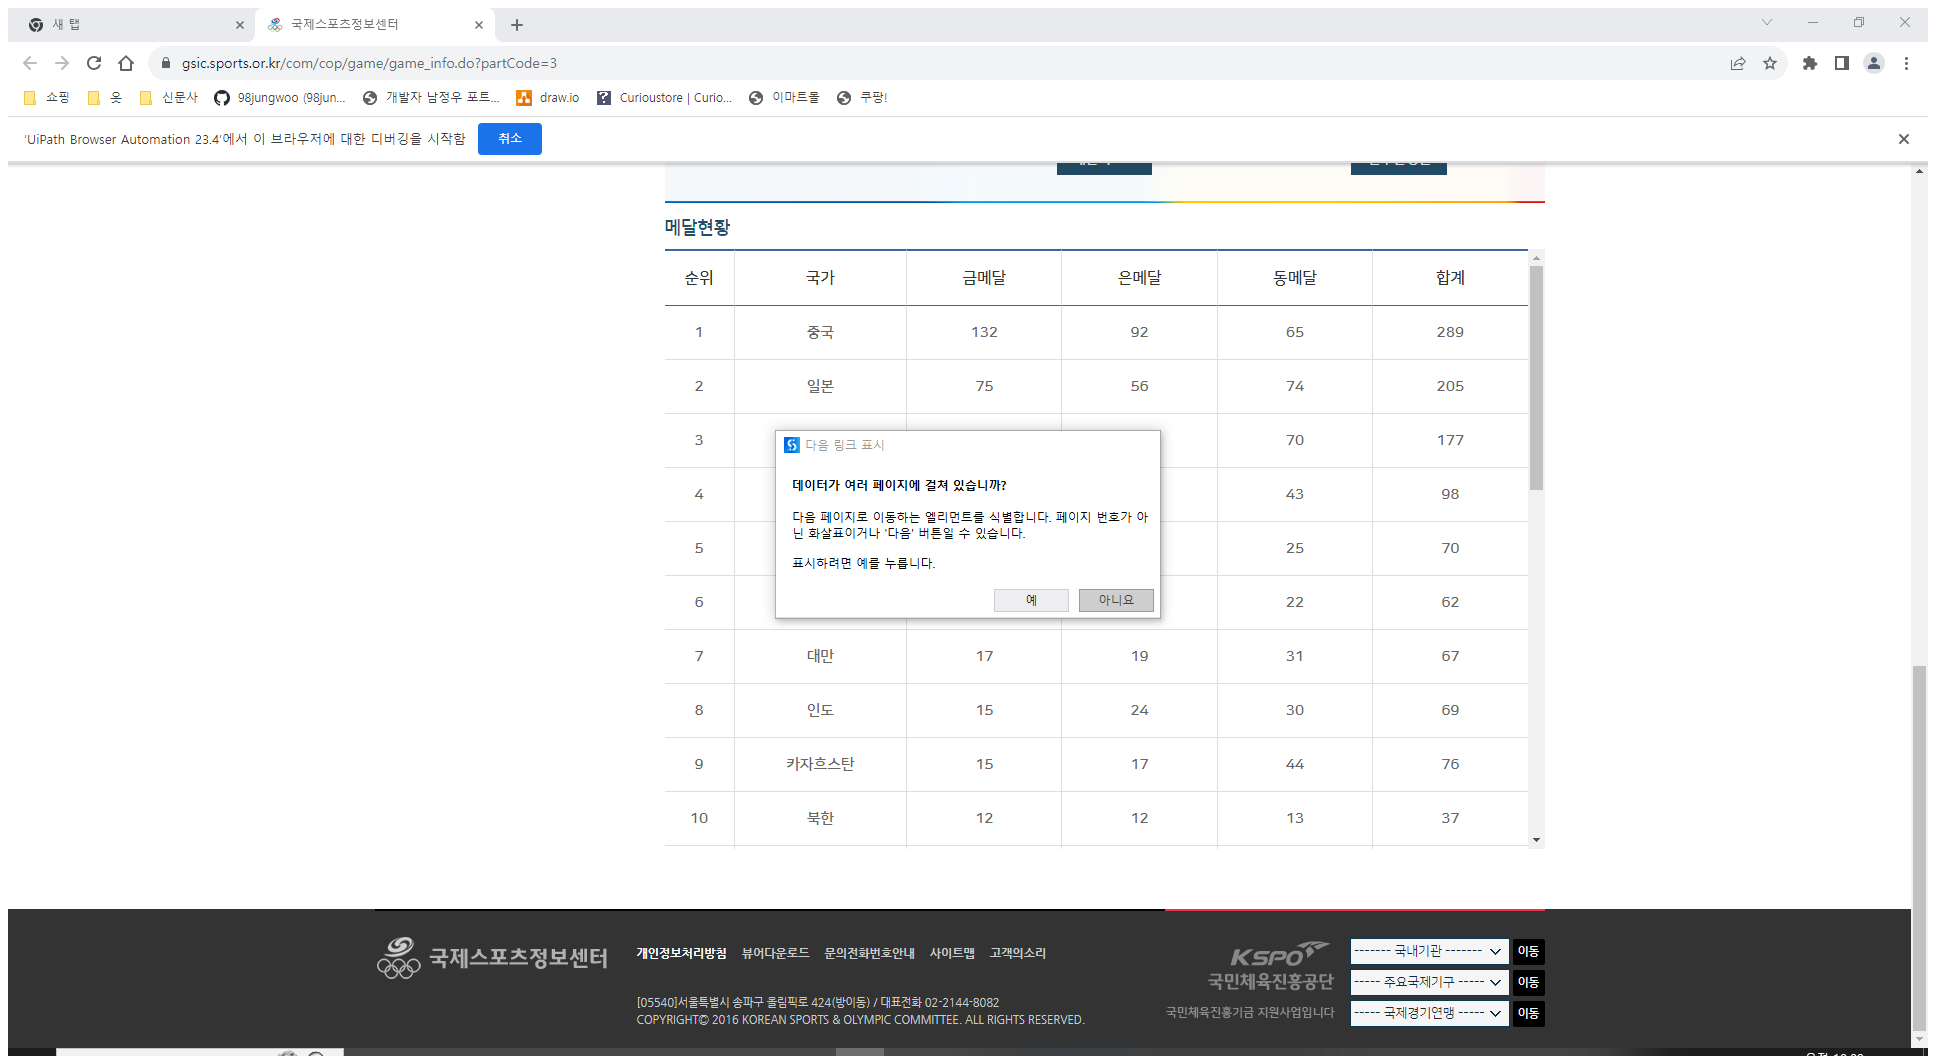 새 탭
국제스포츠정보센터
gsic.sports.or.kr/com/cop/game/game_info.do?partCode=3
쇼핑 옷 신문사 98jungwoo (98jun... 개발자 남정우 포트... draw.io Curioustore | Curio... 이마트몰 쿠팡!
'UiPath Browser Automation 23.4'에서 이 브라우저에 대한 디버깅을 시작함 취소
메달현황
순위 국가 금메달 은메달 동메달 합계
1 중국 132 92 65 289
2 일본 75 56 74 205
3 70 177
4 43 98
5 25 70
6 22 62
다음 링크 표시
데이터가 여러 페이지에 걸쳐 있습니까?
다음 페이지로 이동하는 엘리먼트를 식별합니다. 페이지 번호가 아
닌 화살표이거나 '다음' 버튼일 수 있습니다.
표시하려면 예를 누릅니다.
예 아니요
7 대만 17 19 31 67
8 인도 15 24 30 69
9 카자흐스탄 15 17 44 76
10 북한 12 12 13 37
국제스포츠정보센터
개인정보처리방침 뷰어다운로드 문의전화번호안내 사이트맵 고객의소리
[05540]서울특별시 송파구 올림픽로 424(방이동) / 대표전화 02-2144-8082
COPYRIGHT© 2016 KOREAN SPORTS & OLYMPIC COMMITTEE. ALL RIGHTS RESERVED.
KSPO
국민체육진흥공단
국민체육진흥기금 지원사업입니다
------- 국내기관 ------- 이동
----- 주요국제기구 ----- 이동
----- 국제경기연맹 ----- 이동